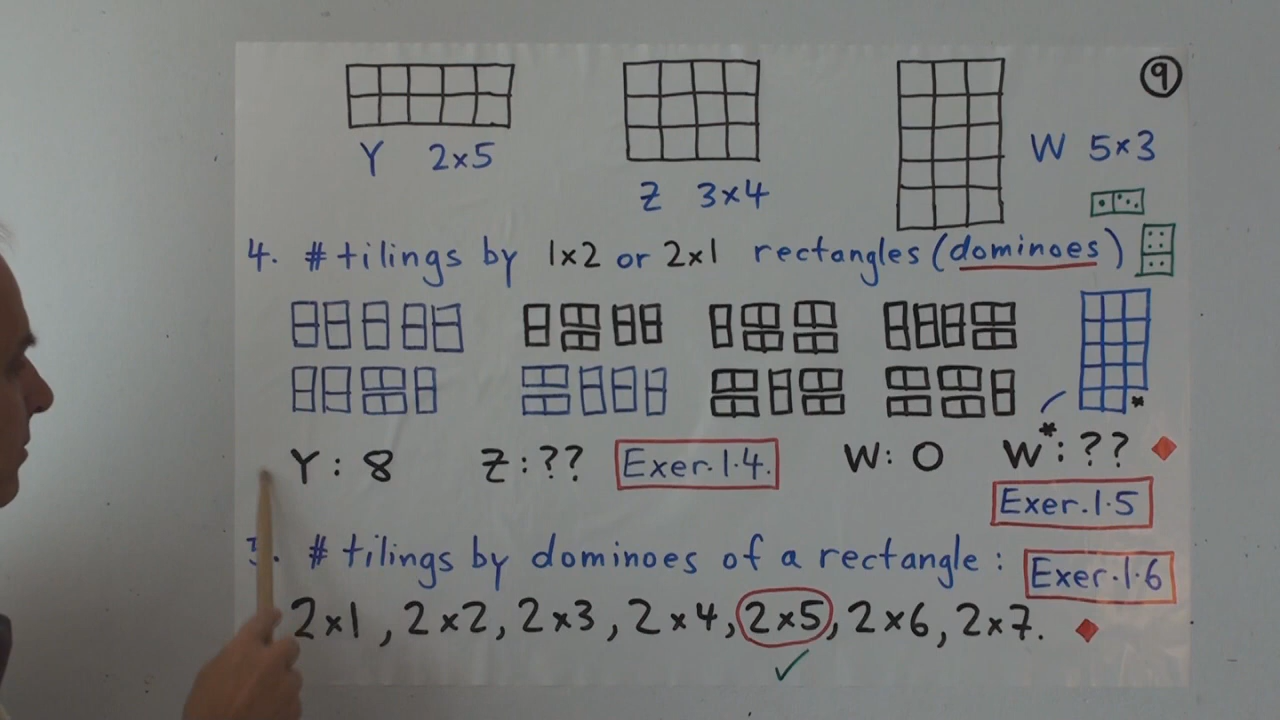 9
Y 2×5
Z 3×4
W 5×3
4. # tilings by 1×2 or 2×1 rectangles (dominoes)
*
Y: 8 Z: ?? Exer. 1.4. W: 0 W*: ??
Exer. 1.5
# tilings by dominoes of a rectangle: Exer. 1.6
2×1, 2×2, 2×3, 2×4, 2×5, 2×6, 2×7.